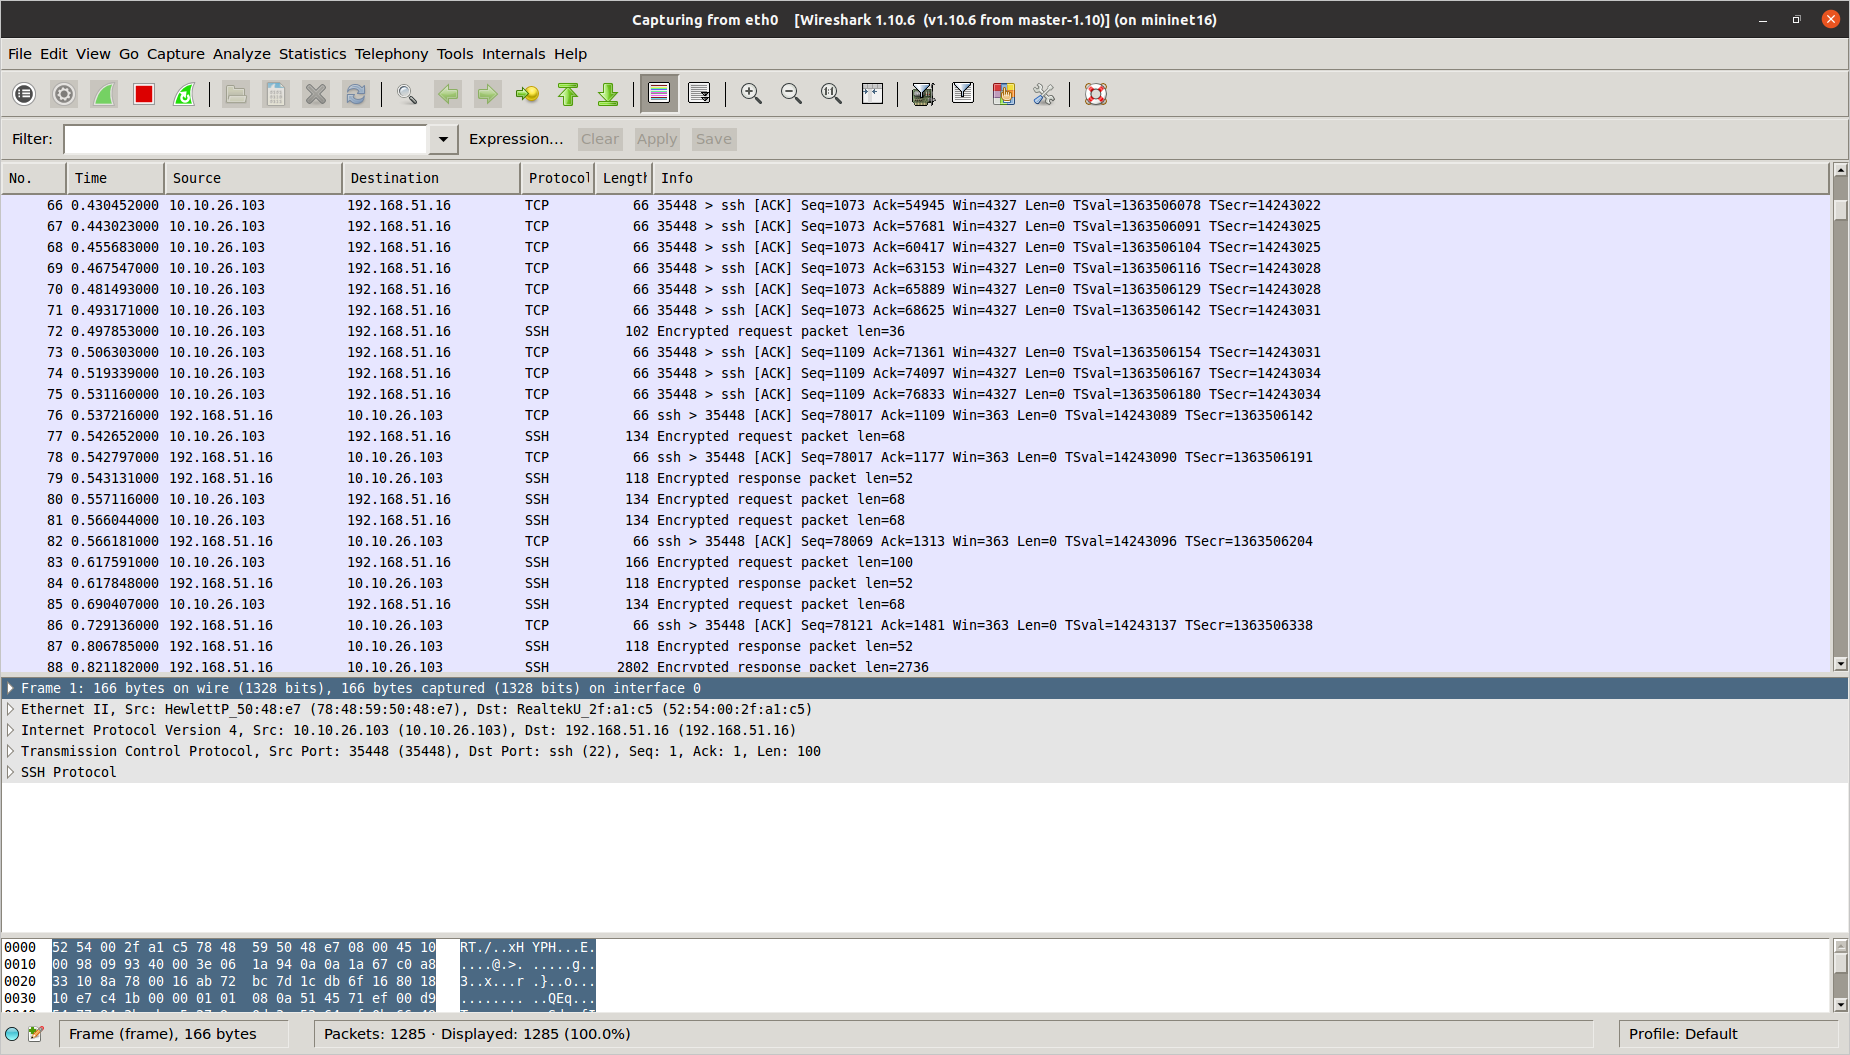 Capturing from eth0 [Wireshark 1.10.6 (v1.10.6 from master-1.10)] (on mininet16)
File Edit View Go Capture Analyze Statistics Telephony Tools Internals Help
Filter: Expression... Clear Apply Save
No. Time Source Destination Protocol Length Info
66 0.430452000 10.10.26.103 192.168.51.16 TCP 66 35448 > ssh [ACK] Seq=1073 Ack=54945 Win=4327 Len=0 TSval=1363506078 TSecr=14243022
67 0.443023000 10.10.26.103 192.168.51.16 TCP 66 35448 > ssh [ACK] Seq=1073 Ack=57681 Win=4327 Len=0 TSval=1363506091 TSecr=14243025
68 0.455683000 10.10.26.103 192.168.51.16 TCP 66 35448 > ssh [ACK] Seq=1073 Ack=60417 Win=4327 Len=0 TSval=1363506104 TSecr=14243025
69 0.467547000 10.10.26.103 192.168.51.16 TCP 66 35448 > ssh [ACK] Seq=1073 Ack=63153 Win=4327 Len=0 TSval=1363506116 TSecr=14243028
70 0.481493000 10.10.26.103 192.168.51.16 TCP 66 35448 > ssh [ACK] Seq=1073 Ack=65889 Win=4327 Len=0 TSval=1363506129 TSecr=14243028
71 0.493171000 10.10.26.103 192.168.51.16 TCP 66 35448 > ssh [ACK] Seq=1073 Ack=68625 Win=4327 Len=0 TSval=1363506142 TSecr=14243031
72 0.497853000 10.10.26.103 192.168.51.16 SSH 102 Encrypted request packet len=36
73 0.506303000 10.10.26.103 192.168.51.16 TCP 66 35448 > ssh [ACK] Seq=1109 Ack=71361 Win=4327 Len=0 TSval=1363506154 TSecr=14243031
74 0.519339000 10.10.26.103 192.168.51.16 TCP 66 35448 > ssh [ACK] Seq=1109 Ack=74097 Win=4327 Len=0 TSval=1363506167 TSecr=14243034
75 0.531160000 10.10.26.103 192.168.51.16 TCP 66 35448 > ssh [ACK] Seq=1109 Ack=76833 Win=4327 Len=0 TSval=1363506180 TSecr=14243034
76 0.537216000 192.168.51.16 10.10.26.103 TCP 66 ssh > 35448 [ACK] Seq=78017 Ack=1109 Win=363 Len=0 TSval=14243089 TSecr=1363506142
77 0.542652000 10.10.26.103 192.168.51.16 SSH 134 Encrypted request packet len=68
78 0.542797000 192.168.51.16 10.10.26.103 TCP 66 ssh > 35448 [ACK] Seq=78017 Ack=1177 Win=363 Len=0 TSval=14243090 TSecr=1363506191
79 0.543131000 192.168.51.16 10.10.26.103 SSH 118 Encrypted response packet len=52
80 0.557116000 10.10.26.103 192.168.51.16 SSH 134 Encrypted request packet len=68
81 0.566044000 10.10.26.103 192.168.51.16 SSH 134 Encrypted request packet len=68
82 0.566181000 192.168.51.16 10.10.26.103 TCP 66 ssh > 35448 [ACK] Seq=78069 Ack=1313 Win=363 Len=0 TSval=14243096 TSecr=1363506204
83 0.617591000 10.10.26.103 192.168.51.16 SSH 166 Encrypted request packet len=100
84 0.617848000 192.168.51.16 10.10.26.103 SSH 118 Encrypted response packet len=52
85 0.690407000 10.10.26.103 192.168.51.16 SSH 134 Encrypted request packet len=68
86 0.729136000 192.168.51.16 10.10.26.103 TCP 66 ssh > 35448 [ACK] Seq=78121 Ack=1481 Win=363 Len=0 TSval=14243137 TSecr=1363506338
87 0.806785000 192.168.51.16 10.10.26.103 SSH 118 Encrypted response packet len=52
88 0.821182000 192.168.51.16 10.10.26.103 SSH 2802 Encrypted response packet len=2736
Frame 1: 166 bytes on wire (1328 bits), 166 bytes captured (1328 bits) on interface 0
Ethernet II, Src: HewlettP_50:48:e7 (78:48:59:50:48:e7), Dst: RealtekU_2f:a1:c5 (52:54:00:2f:a1:c5)
Internet Protocol Version 4, Src: 10.10.26.103 (10.10.26.103), Dst: 192.168.51.16 (192.168.51.16)
Transmission Control Protocol, Src Port: 35448 (35448), Dst Port: ssh (22), Seq: 1, Ack: 1, Len: 100
SSH Protocol
0000 52 54 00 2f a1 c5 78 48 59 50 48 e7 08 00 45 10 RT./..xH YPH...E.
0010 00 98 09 93 40 00 3e 06 1a 94 0a 0a 1a 67 c0 a8 ....@.>. .....g..
0020 33 10 8a 78 00 16 ab 72 bc 7d 1c db 6f 16 80 18 3..x...r .}..o...
0030 10 e7 c4 1b 00 00 01 01 08 0a 51 45 71 ef 00 d9 ........ ..QEq...
Frame (frame), 166 bytes Packets: 1285 · Displayed: 1285 (100.0%) Profile: Default